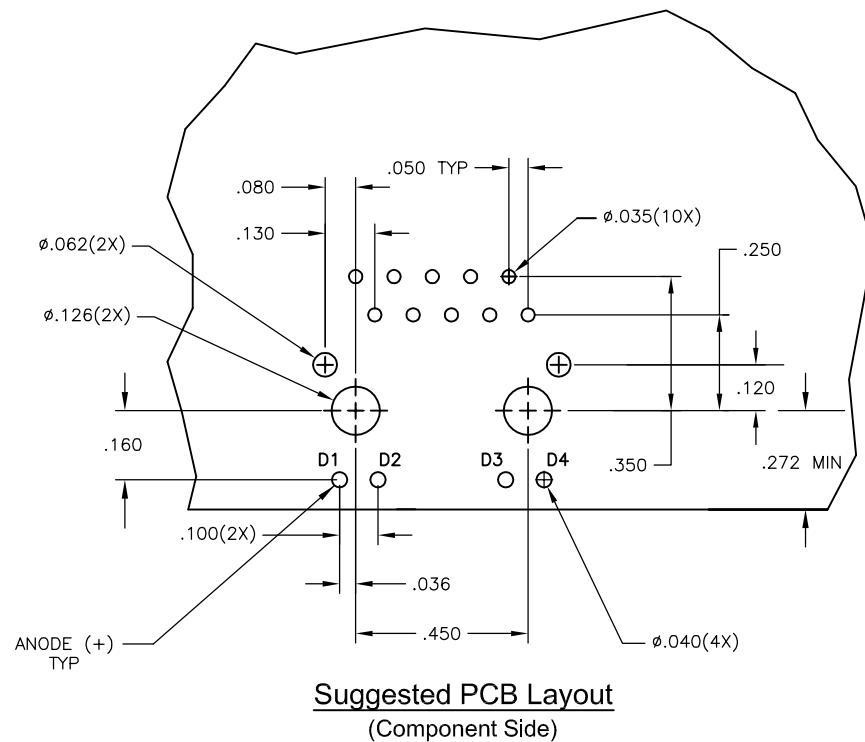 .050 TYP
.080
ø.035(10X)
.130
ø.062(2X)
.250
ø.126(2X)
.120
.160
D1 D2 D3 D4
.350
.272 MIN
.100(2X)
.036
ANODE (+)
TYP
.450
ø.040(4X)
Suggested PCB Layout
(Component Side)